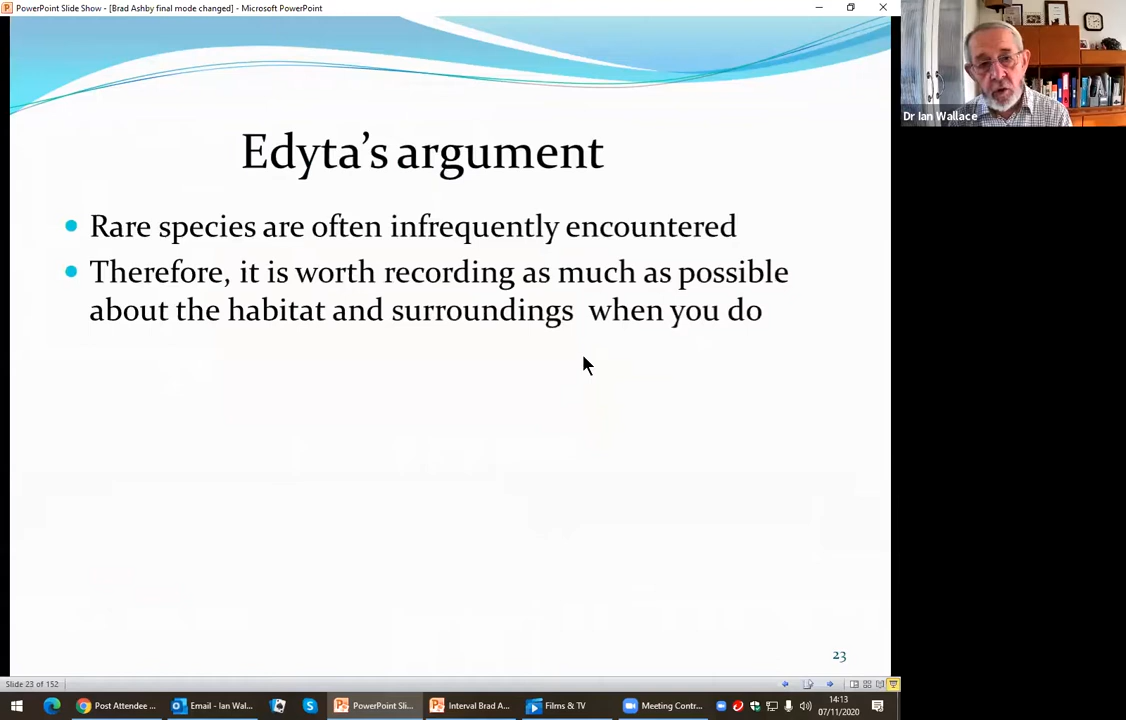 PowerPoint Slide Show - [Brad Ashby final mode changed] - Microsoft PowerPoint
Dr Ian Wallace
Edyta's argument
Rare species are often infrequently encountered
Therefore, it is worth recording as much as possible
about the habitat and surroundings when you do
23
Slide 23 of 152
Post Attendee ...
Email - Ian Wal...
PowerPoint Sli...
Interval Brad A...
Films & TV
Meeting Contr...
14:13
07/11/2020